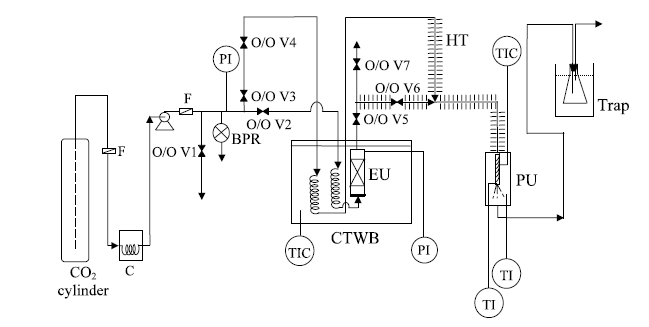 O/O V4
HT
PI
O/O V7
TIC
F
O/O V3
O/O V6
Trap
O/O V2
O/O V5
F
O/O V1
BPR
EU
PU
CTWB
TIC
PI
C
CO₂
cylinder
TI
TI